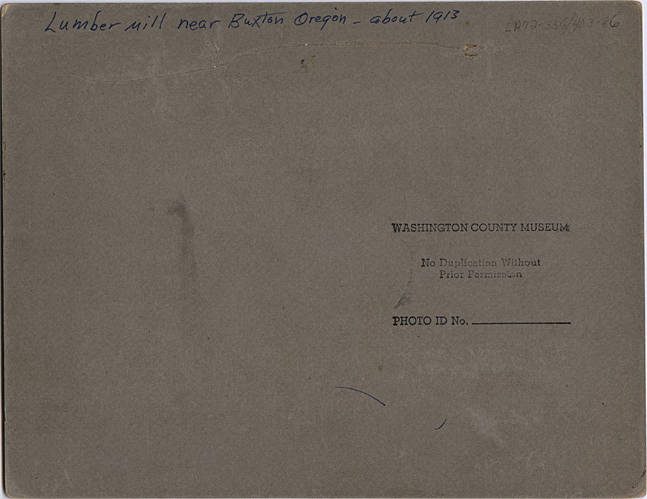 Lumber mill near Buxton Oregon - about 1913
WASHINGTON COUNTY MUSEUM
No Duplication Without
Prior Permission
PHOTO ID No.